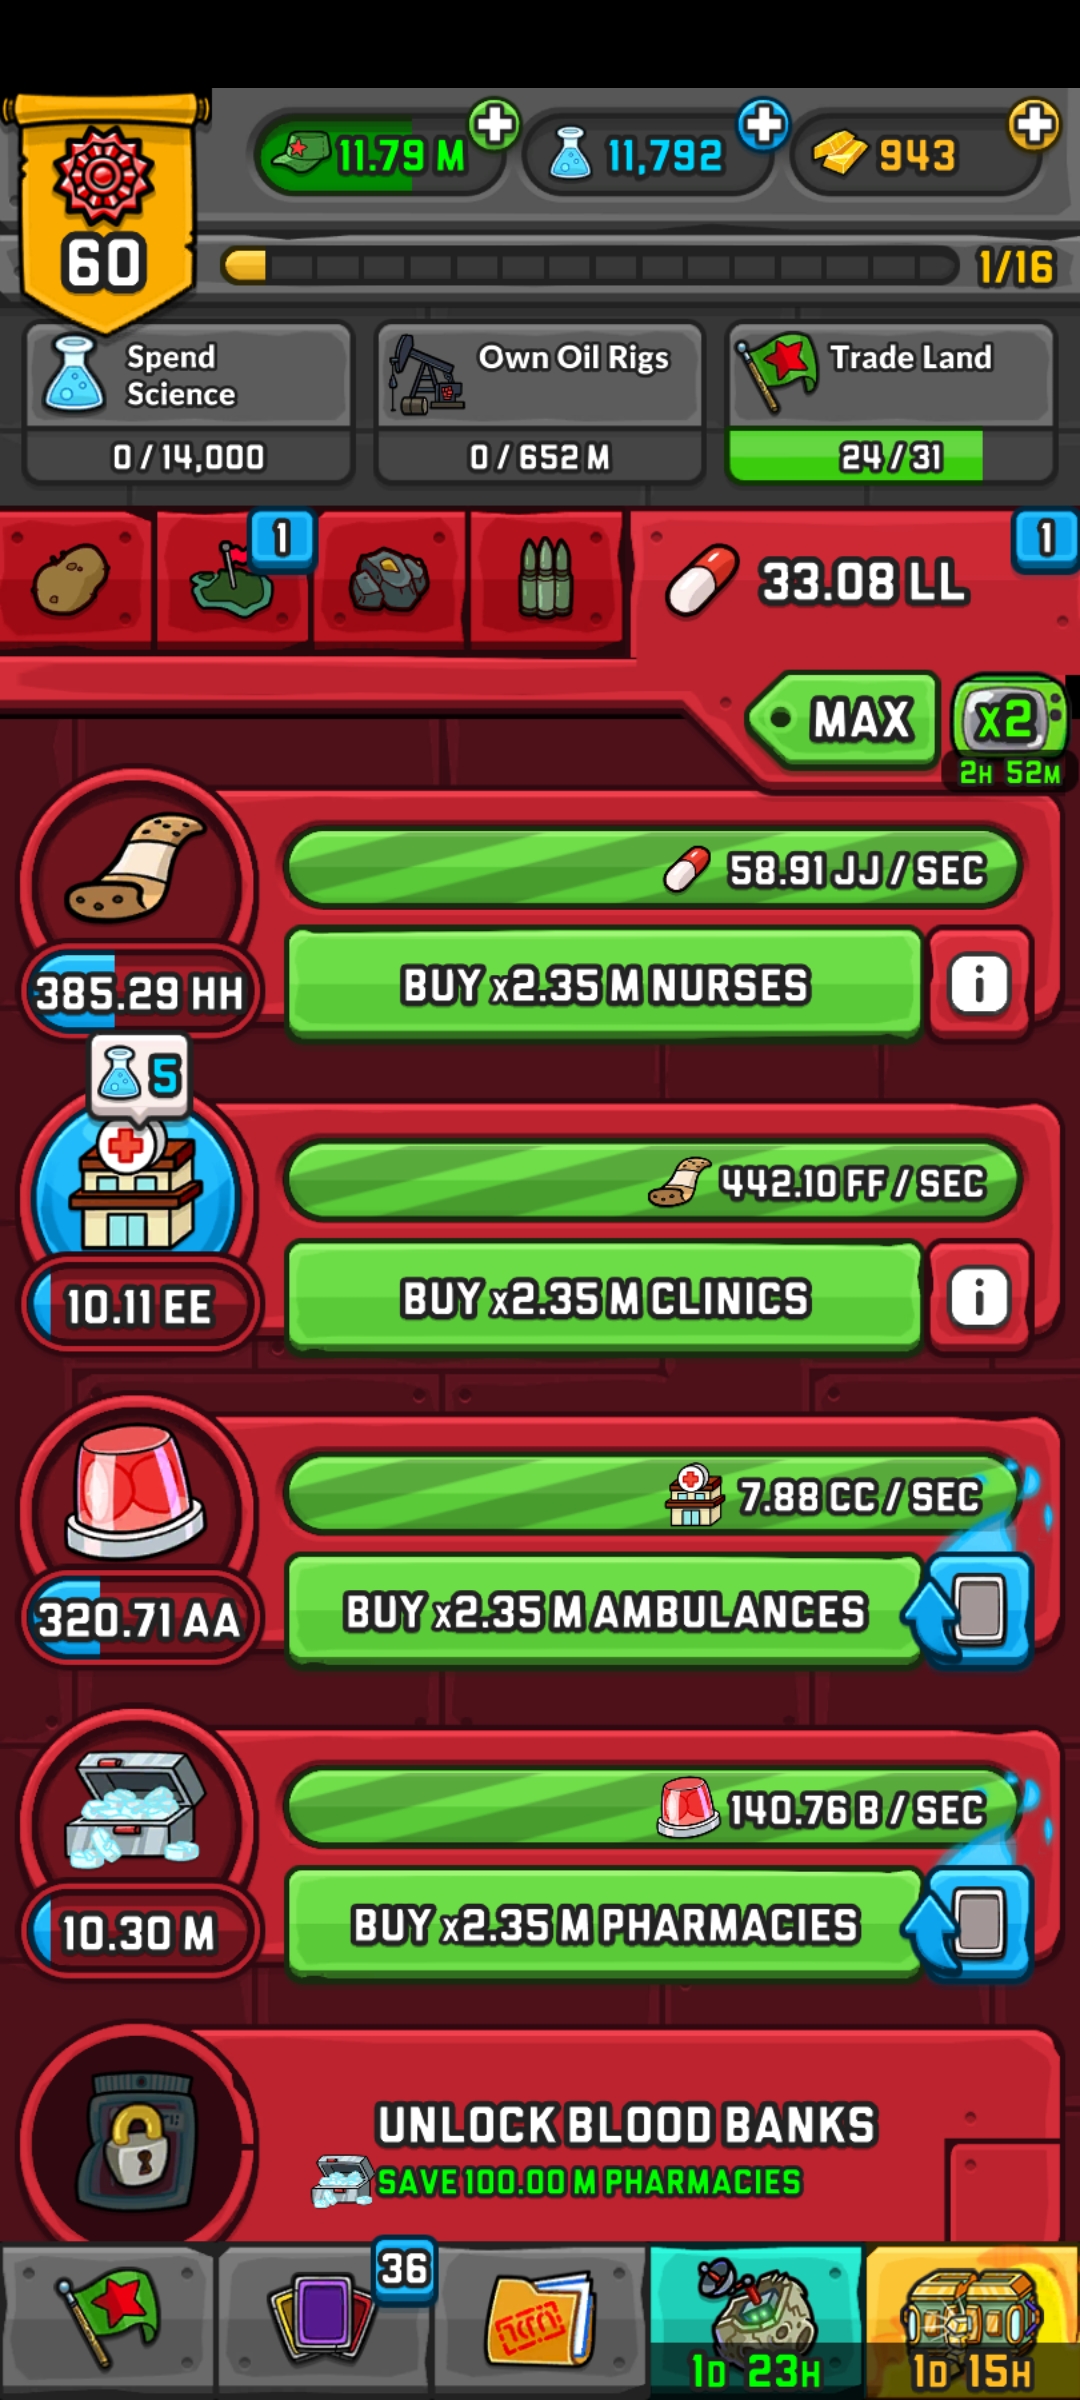 11.79 M
11,792
943
60
1/16
Spend
Science
0/14,000
Own Oil Rigs
0/652 M
Trade Land
24/31
1
33.08 LL
1
MAX
x2
2H 52M
58.91 JJ/SEC
385.29 HH
BUY x2.35 M NURSES
i
5
442.10 FF/SEC
10.11 EE
BUY x2.35 M CLINICS
i
7.88 CC/SEC
320.71 AA
BUY x2.35 M AMBULANCES
140.76 B/SEC
10.30 M
BUY x2.35 M PHARMACIES
UNLOCK BLOOD BANKS
SAVE 100.00 M PHARMACIES
36
1D 23H
1D 15H